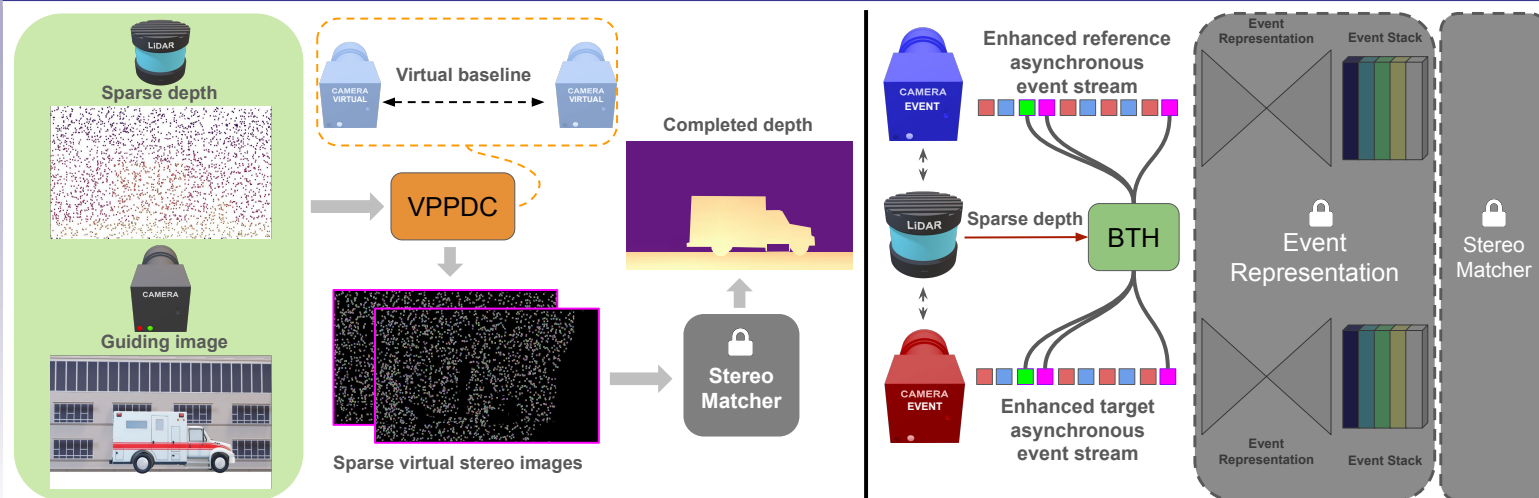 LiDAR
Sparse depth
CAMERA
Guiding image
CAMERA
VIRTUAL
Virtual baseline
CAMERA
VIRTUAL
VPPDC
Sparse virtual stereo images
Completed depth
Stereo
Matcher
CAMERA
EVENT
Enhanced reference
asynchronous
event stream
LiDAR
Sparse depth
BTH
CAMERA
EVENT
Enhanced target
asynchronous
event stream
Event
Representation
Event Stack
Event
Representation
Event
Representation
Event Stack
Stereo
Matcher